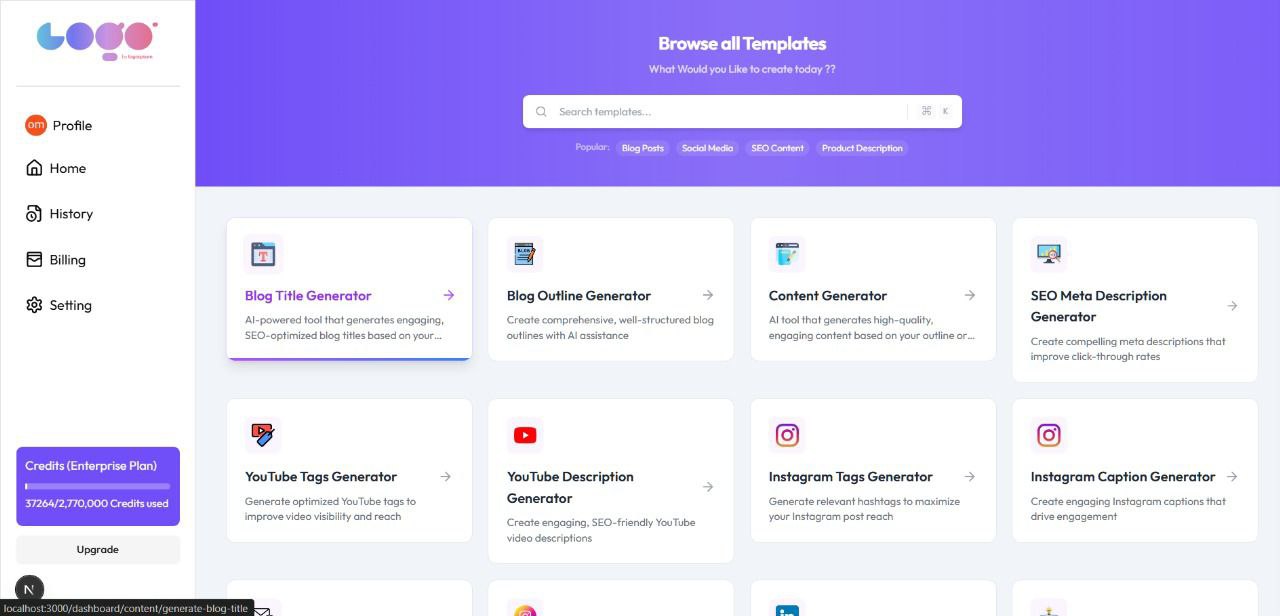 Logo
om Profile
Home
History
Billing
Setting
Credits (Enterprise Plan)
37264/2,770,000 Credits used
Upgrade
N
localhost:3000/dashboard/content/generate-blog-title
Browse all Templates
What Would you Like to create today ??
Search templates... ⌘ K
Popular: Blog Posts Social Media SEO Content Product Description
T
Blog Title Generator
AI-powered tool that generates engaging,
SEO-optimized blog titles based on your...
BLOG
Blog Outline Generator
Create comprehensive, well-structured blog
outlines with AI assistance
Content Generator
AI tool that generates high-quality,
engaging content based on your outline or...
SEO Meta Description
Generator
Create compelling meta descriptions that
improve click-through rates
YouTube Tags Generator
Generate optimized YouTube tags to
improve video visibility and reach
YouTube Description
Generator
Create engaging, SEO-friendly YouTube
video descriptions
Instagram Tags Generator
Generate relevant hashtags to maximize
your Instagram post reach
Instagram Caption Generator
Create engaging Instagram captions that
drive engagement
in